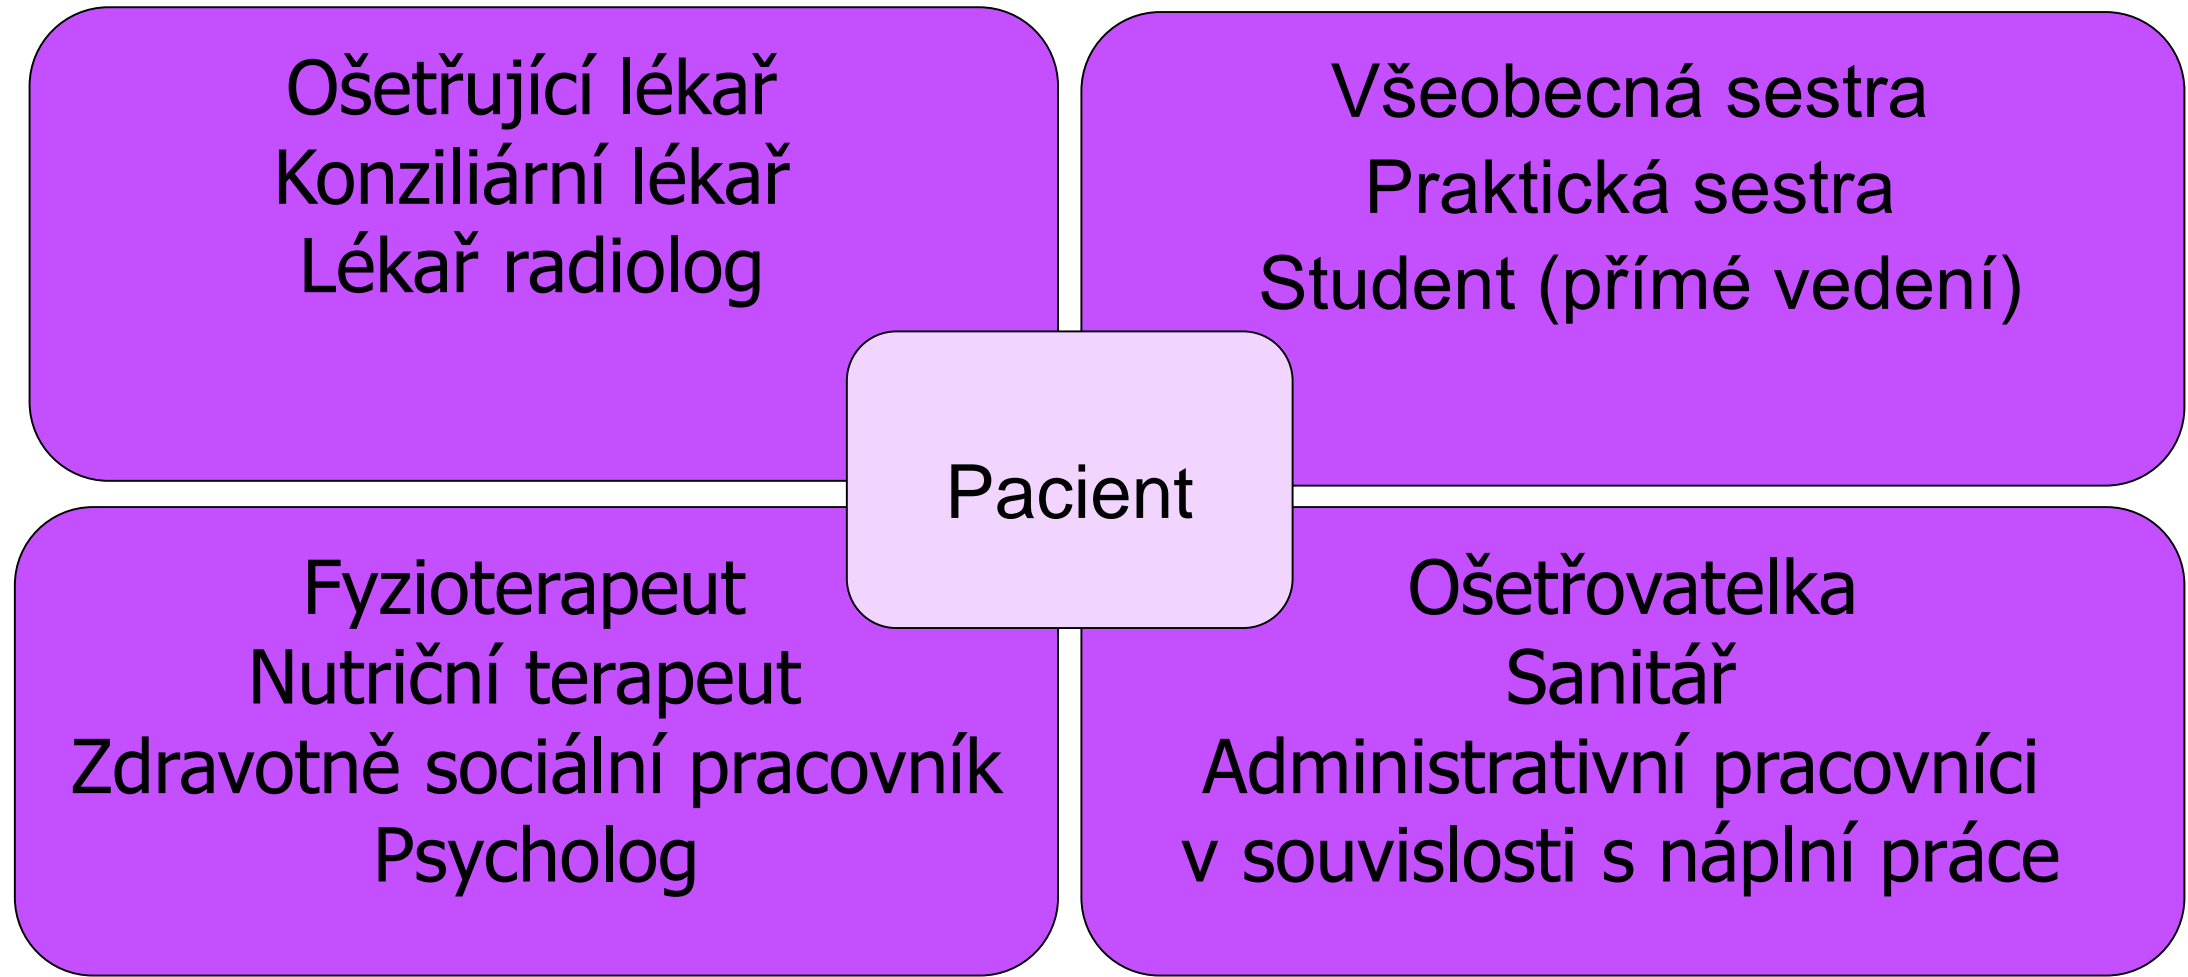 Ošetřující lékař
Konziliární lékař
Lékař radiolog
Všeobecná sestra
Praktická sestra
Student (přímé vedení)
Pacient
Fyzioterapeut
Nutriční terapeut
Zdravotně sociální pracovník
Psycholog
Ošetřovatelka
Sanitář
Administrativní pracovníci
v souvislosti s náplní práce